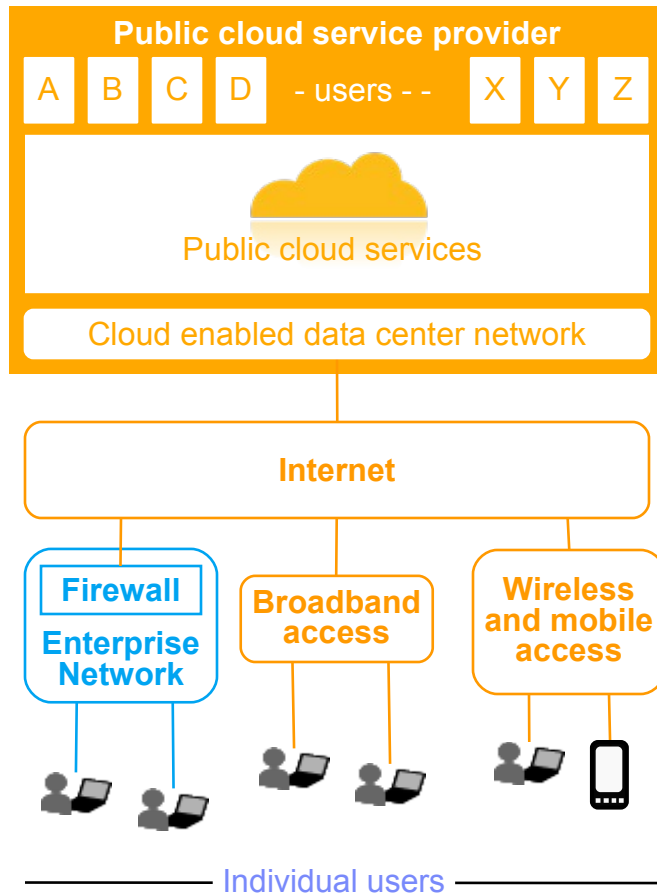 Public cloud service provider
A B C D - users - - X Y Z
Public cloud services
Cloud enabled data center network
Internet
Firewall
Enterprise
Network
Broadband
access
Wireless
and mobile
access
Individual users